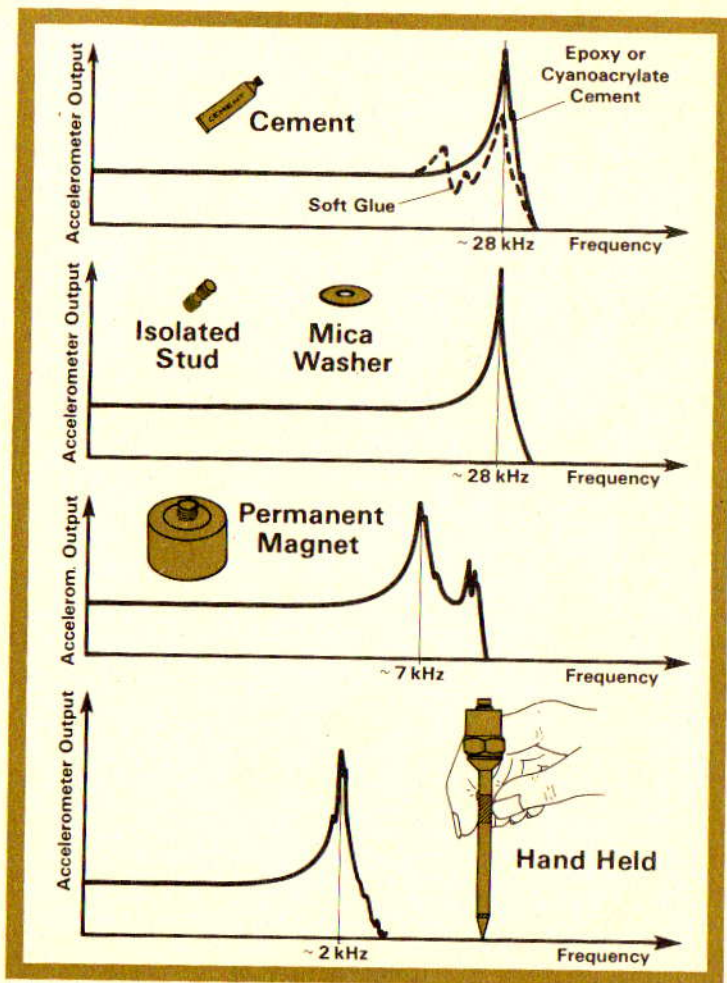 Accelerometer Output
CEMENT
Cement
Epoxy or
Cyanoacrylate
Cement
Soft Glue
~ 28 kHz
Frequency
Accelerometer Output
Isolated
Stud
Mica
Washer
~ 28 kHz
Frequency
Accelerom. Output
Permanent
Magnet
~ 7 kHz
Frequency
Accelerometer Output
Hand Held
~ 2 kHz
Frequency